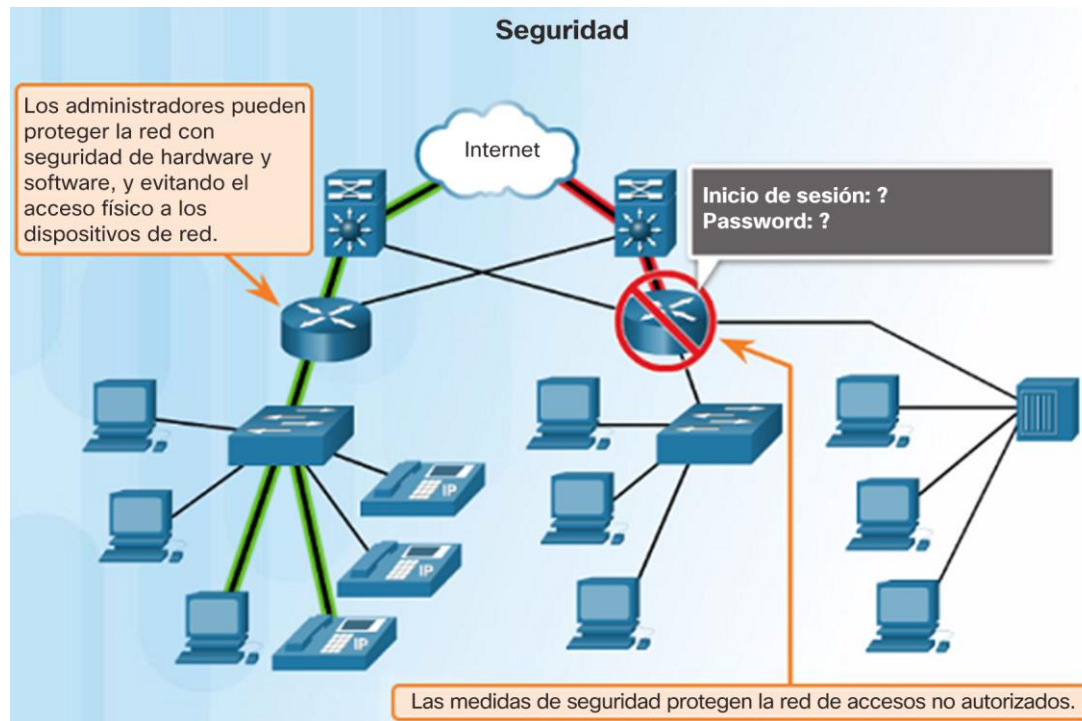 Seguridad
Los administradores pueden
proteger la red con
seguridad de hardware y
software, y evitando el
acceso físico a los
dispositivos de red.
Internet
Inicio de sesión: ?
Password: ?
IP
IP
IP
Las medidas de seguridad protegen la red de accesos no autorizados.